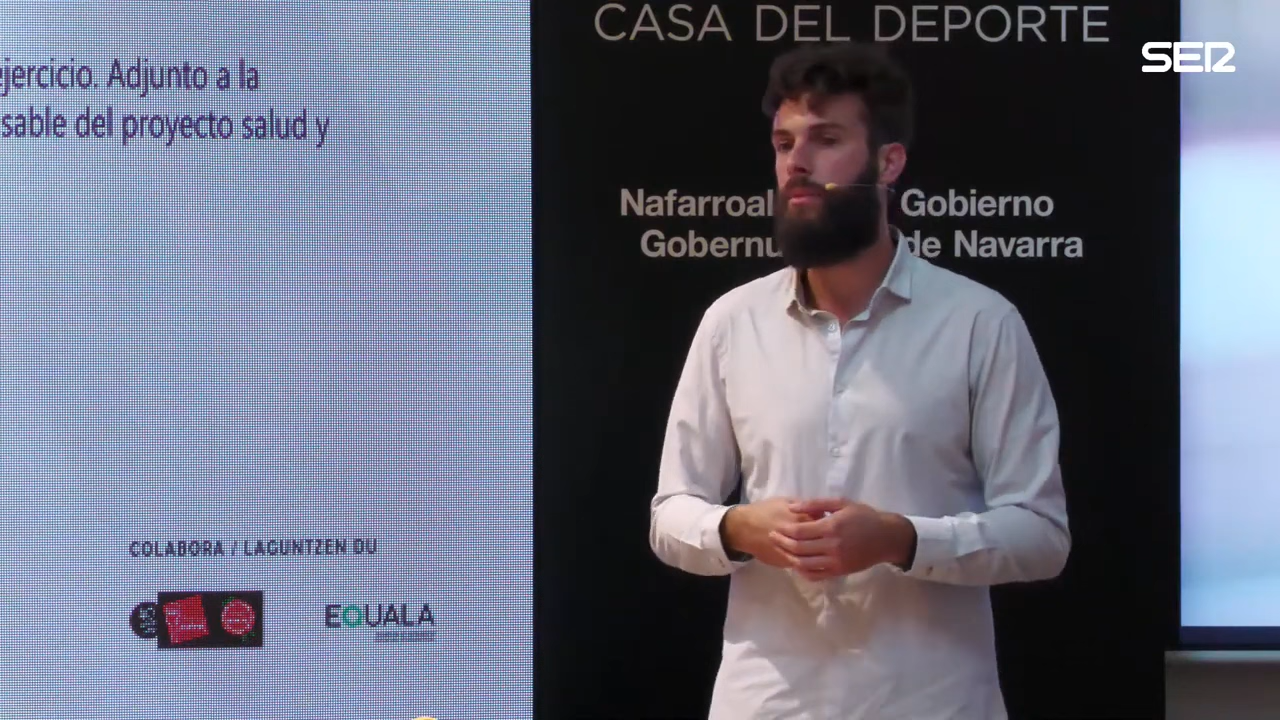 CASA DEL DEPORTE
SER
ejercicio. Adjunto a la
sable del proyecto salud y
Nafarroa
Gobierno
Gobernu
de Navarra
COLABORA / LAGUNTZEN DU
EQUALA